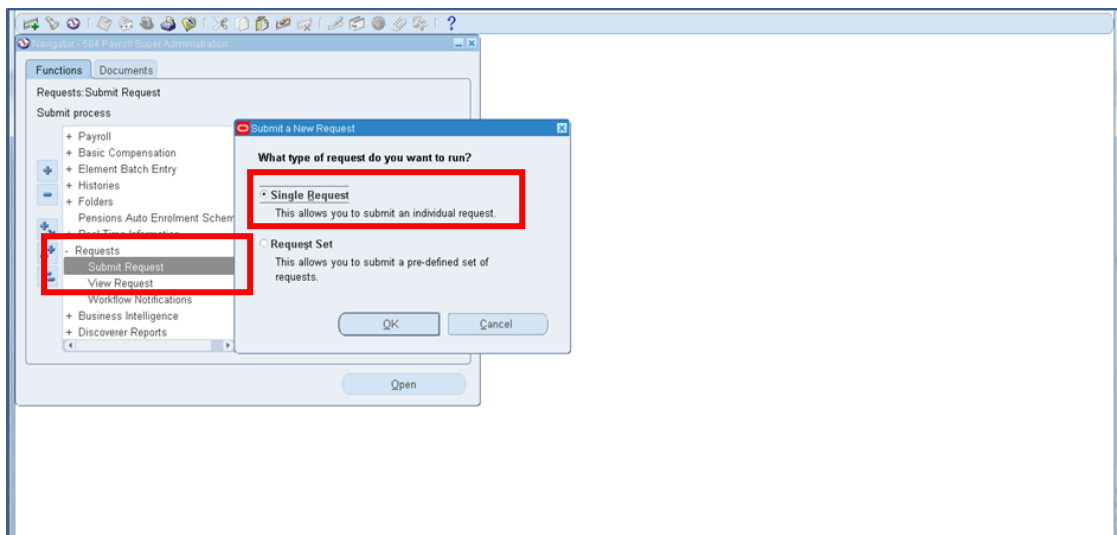 Navigator - 504 Payroll Super Administration
Functions Documents
Requests:Submit Request
Submit process
+ Payroll
+ Basic Compensation
+ Element Batch Entry
+ Histories
+ Folders
Pensions Auto Enrolment Schem
+ Real Time Information
- Requests
Submit Request
View Request
Workflow Notifications
+ Business Intelligence
+ Discoverer Reports
Open
Submit a New Request
What type of request do you want to run?
Single Request
This allows you to submit an individual request.
Request Set
This allows you to submit a pre-defined set of
requests.
OK Cancel